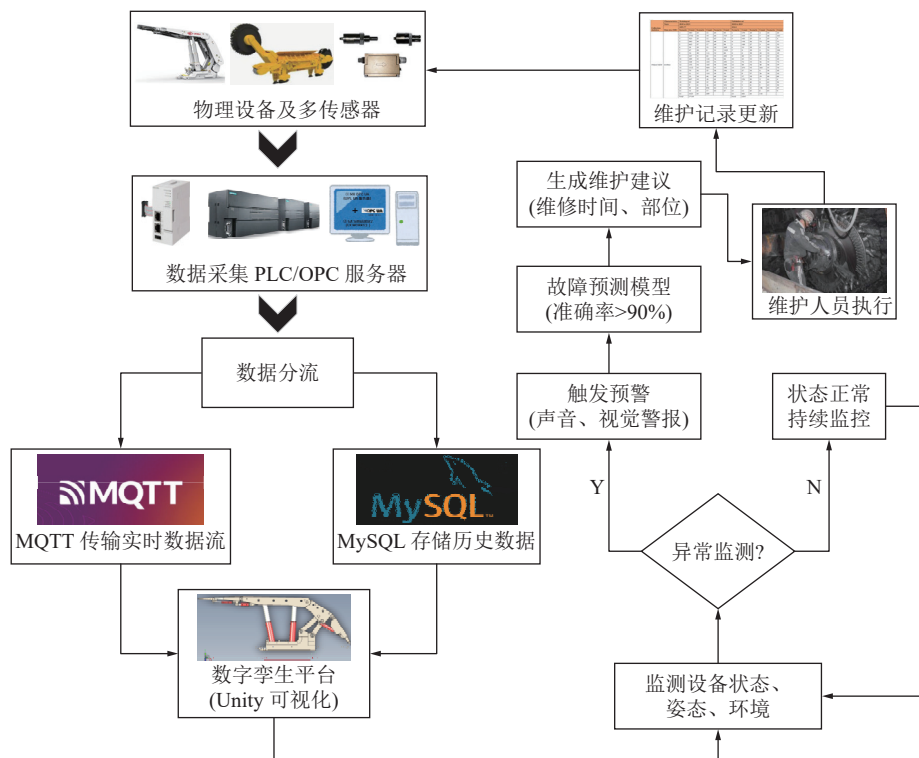 物理设备及多传感器
数据采集 PLC/OPC 服务器
数据分流
MQTT
MQTT 传输实时数据流
MySQL
MySQL 存储历史数据
数字孪生平台
(Unity 可视化)
维护记录更新
生成维护建议
(维修时间、部位)
维护人员执行
故障预测模型
(准确率>90%)
触发预警
(声音、视觉警报)
状态正常
持续监控
Y
N
异常监测?
监测设备状态、
姿态、环境